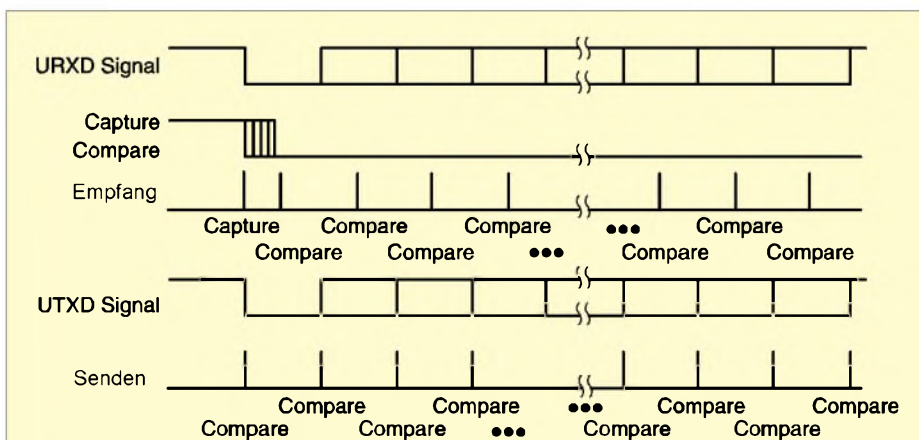 URXD Signal
Capture
Compare
Empfang
Capture Compare Compare ••• Compare
Compare Compare ••• Compare Compare
UTXD Signal
Senden
Compare Compare ••• Compare Compare
Compare Compare ••• Compare Compare